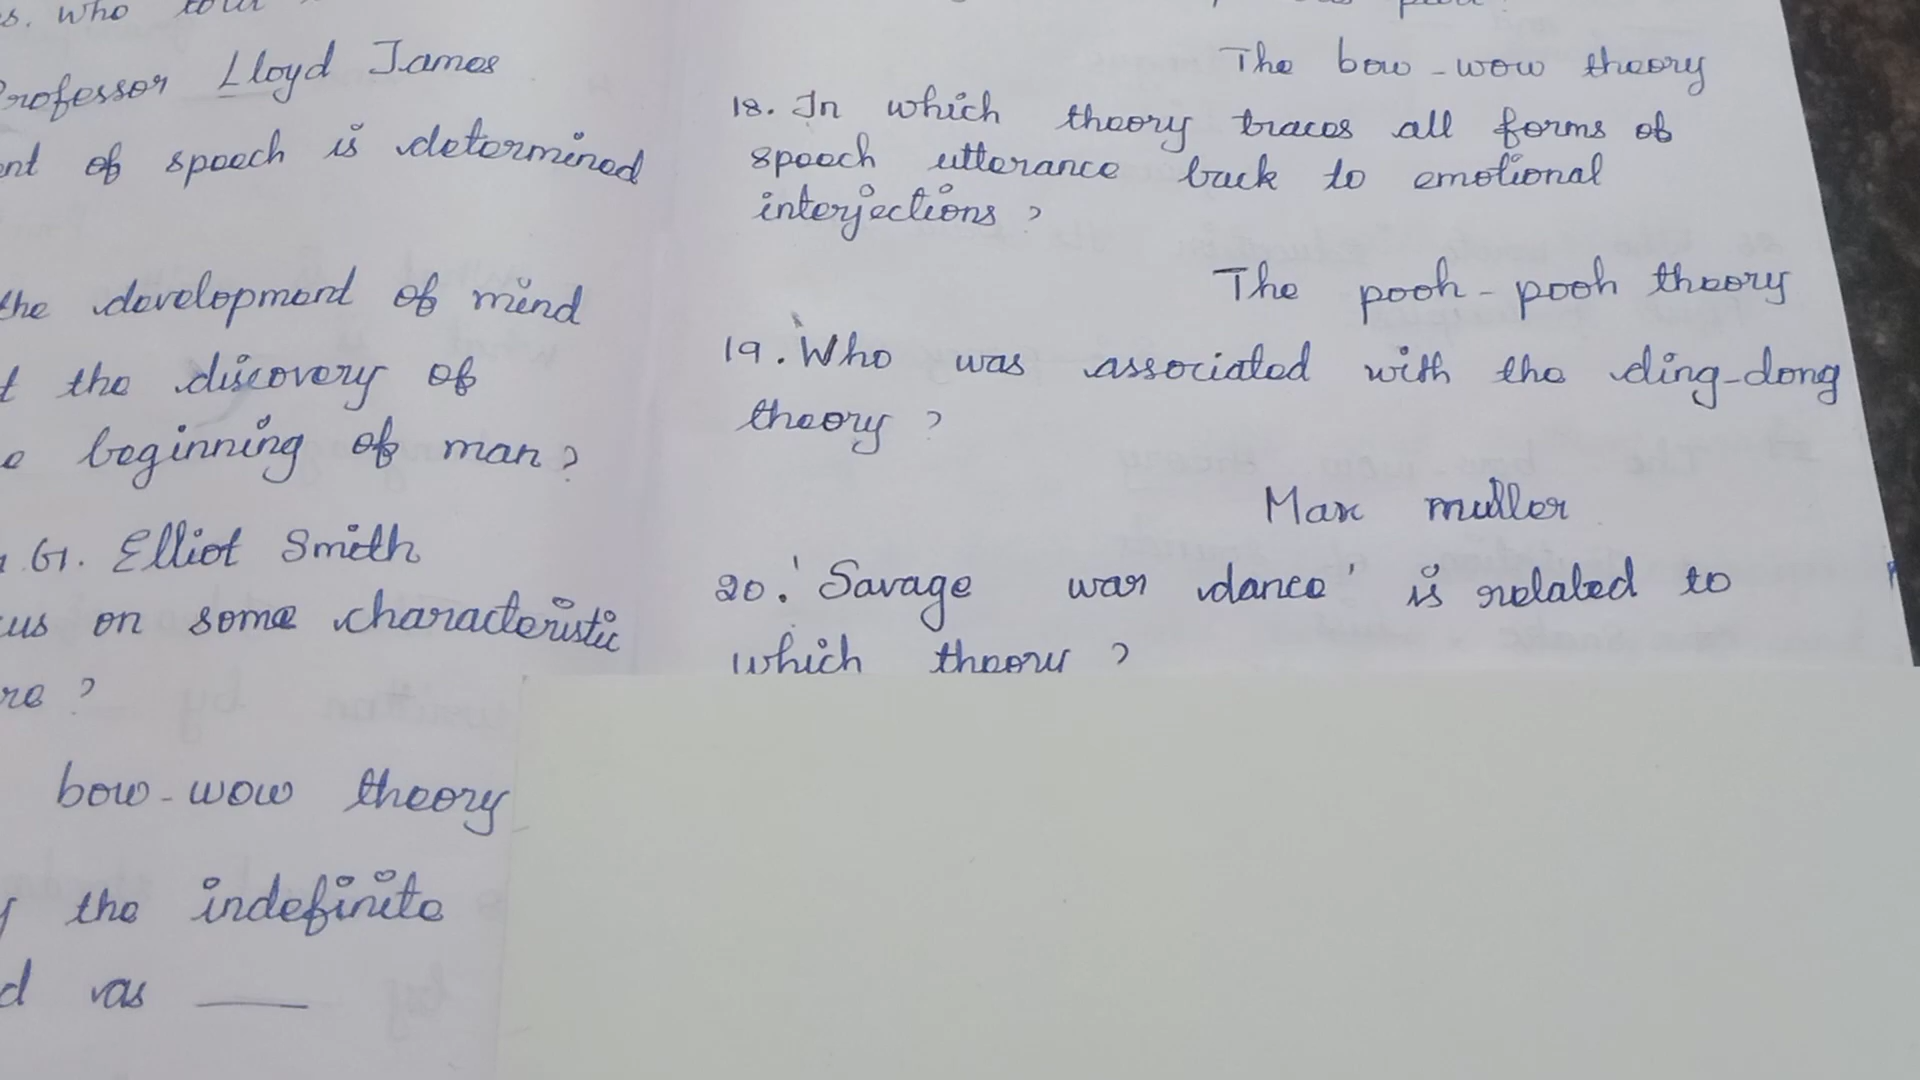 s. who told
Professor Lloyd James
of speech is determined
the development of mind
the discovery of
beginning of man?
G. Elliot Smith
us on some characteristic
re?
bow-wow theory
the indefinite
d as ____
The bow-wow theory
18. In which theory traces all forms of
speech utterance back to emotional
interjections?
The pooh-pooh theory
19. Who was associated with the ding-dong
theory?
Max muller
20. 'Savage war dance' is related to
which theory?